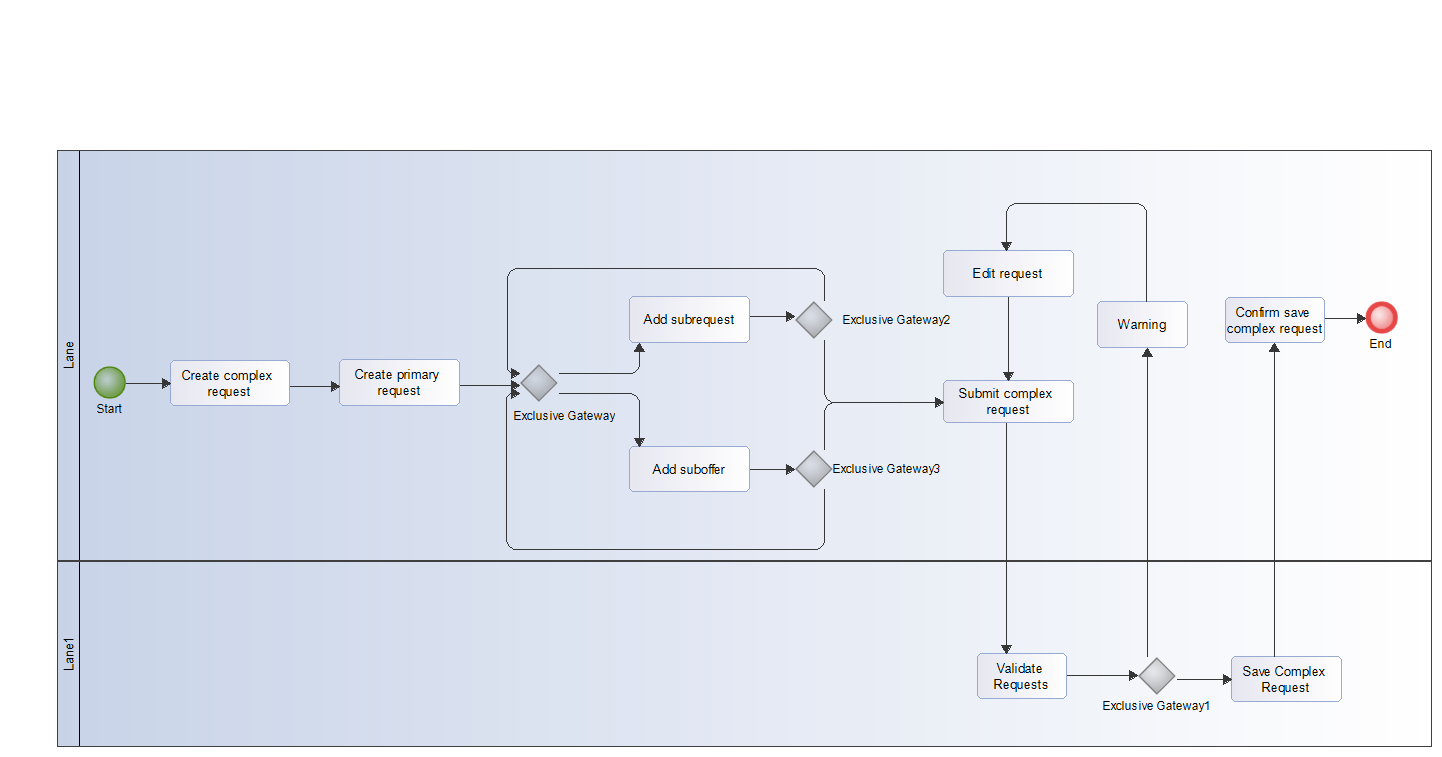 Lane
Start
Create complex
request
Create primary
request
Exclusive Gateway
Add subrequest
Exclusive Gateway2
Add suboffer
Exclusive Gateway3
Edit request
Submit complex
request
Warning
Confirm save
complex request
End
Lane1
Validate
Requests
Exclusive Gateway1
Save Complex
Request